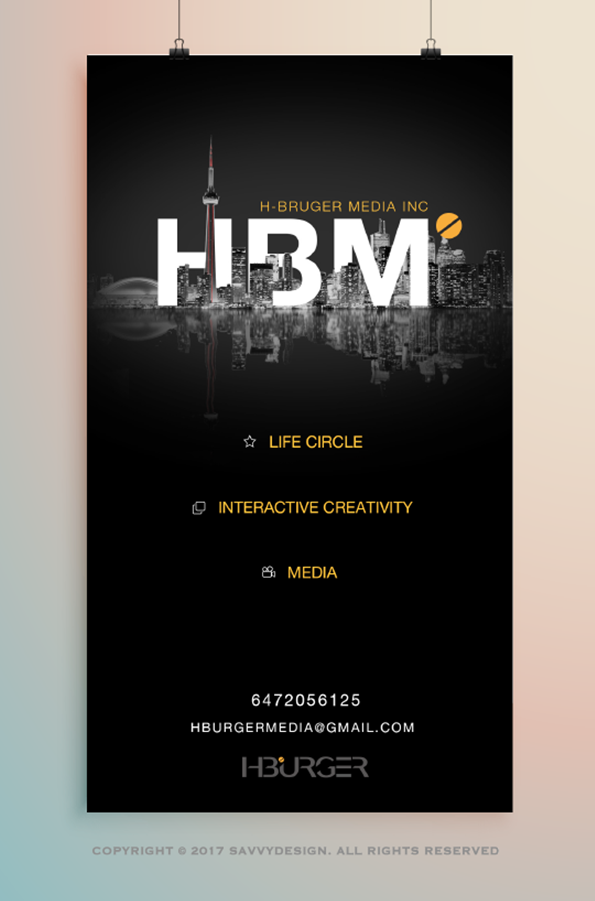 H-BRUGER MEDIA INC
HBM
LIFE CIRCLE
INTERACTIVE CREATIVITY
MEDIA
6472056125
HBURGERMEDIA@GMAIL.COM
HBURGER
COPYRIGHT © 2017 SAVVYDESIGN. ALL RIGHTS RESERVED